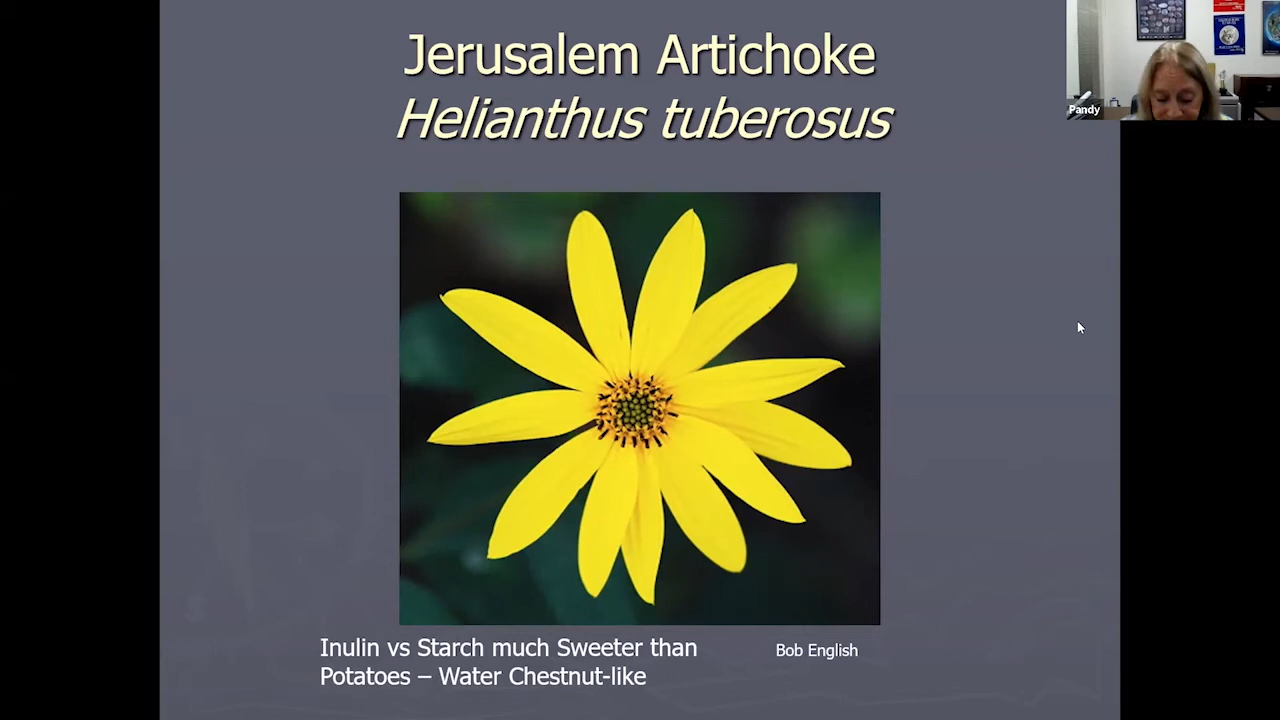 Jerusalem Artichoke
Helianthus tuberosus
Pandy
Inulin vs Starch much Sweeter than
Potatoes – Water Chestnut-like
Bob English